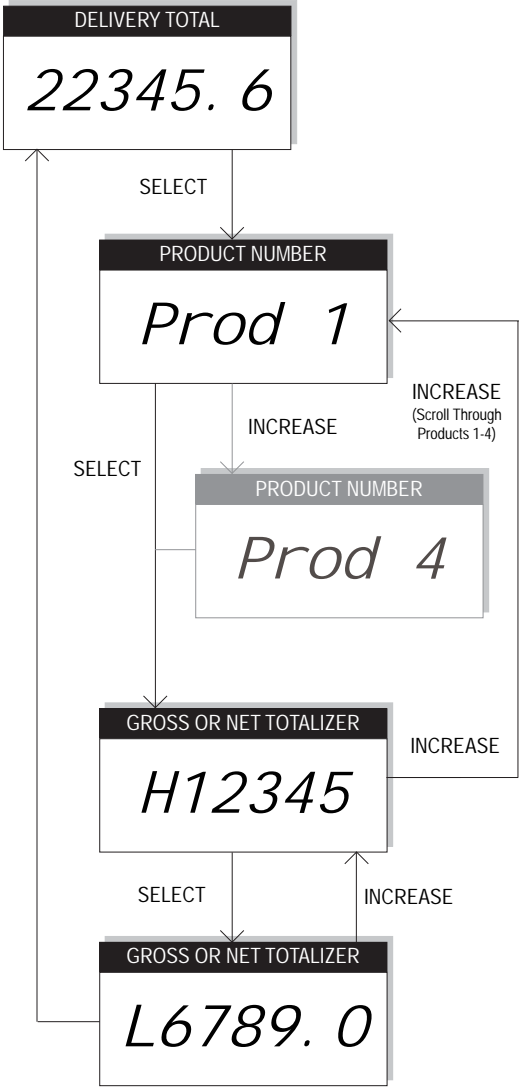 DELIVERY TOTAL
22345. 6
SELECT
PRODUCT NUMBER
Prod 1
INCREASE
(Scroll Through
Products 1-4)
INCREASE
SELECT
PRODUCT NUMBER
Prod 4
GROSS OR NET TOTALIZER
H12345
INCREASE
SELECT
INCREASE
GROSS OR NET TOTALIZER
L6789. 0